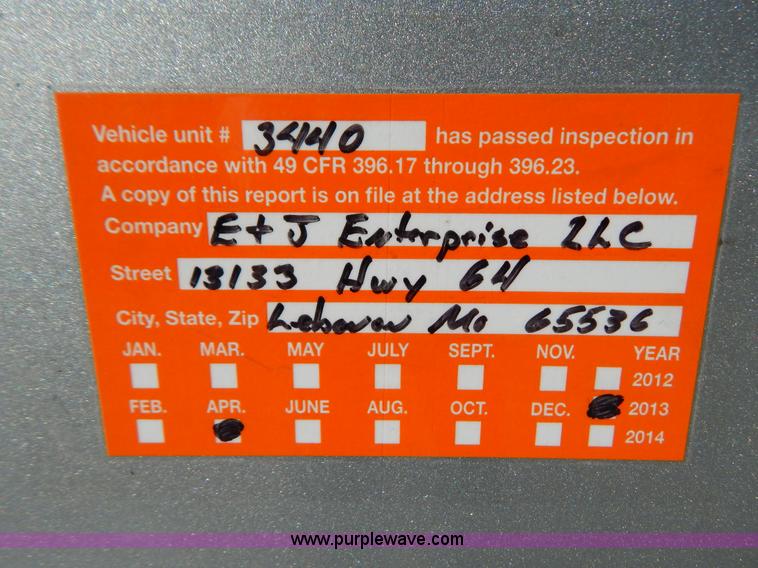 Vehicle unit # 3440 has passed inspection in
accordance with 49 CFR 396.17 through 396.23.
A copy of this report is on file at the address listed below.
Company E+J Enterprise LLC
Street 13133 Hwy 64
City, State, Zip Lebanon Mo 65536
JAN. MAR. MAY JULY SEPT. NOV. YEAR
2012
FEB. APR. JUNE AUG. OCT. DEC. 2013
2014
www.purplewave.com